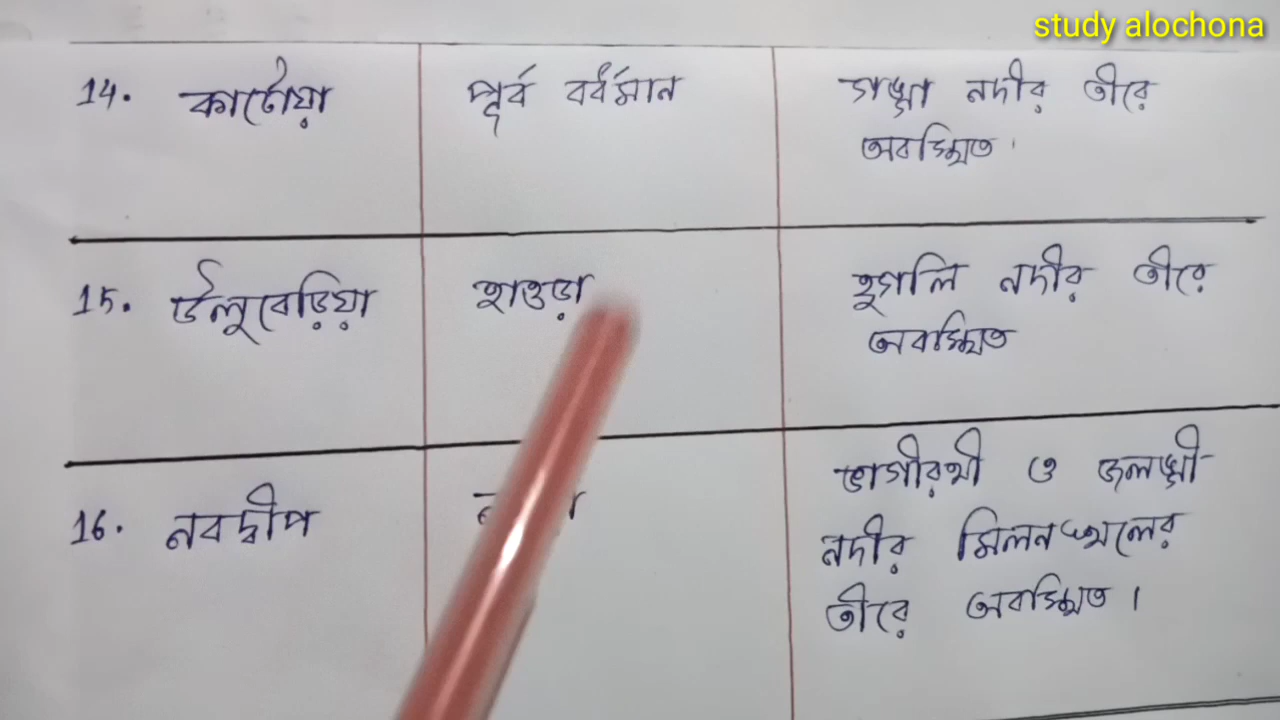 study alochona
14. কাটোয়া পূর্ব বর্ধমান গঙ্গা নদীর তীরে
অবস্থিত।
15. উলুবেড়িয়া হাওড়া হুগলি নদীর তীরে
অবস্থিত
ভাগীরথী ও জলঙ্গী
16. নবদ্বীপ
নদীর মিলনস্থলের
তীরে অবস্থিত।